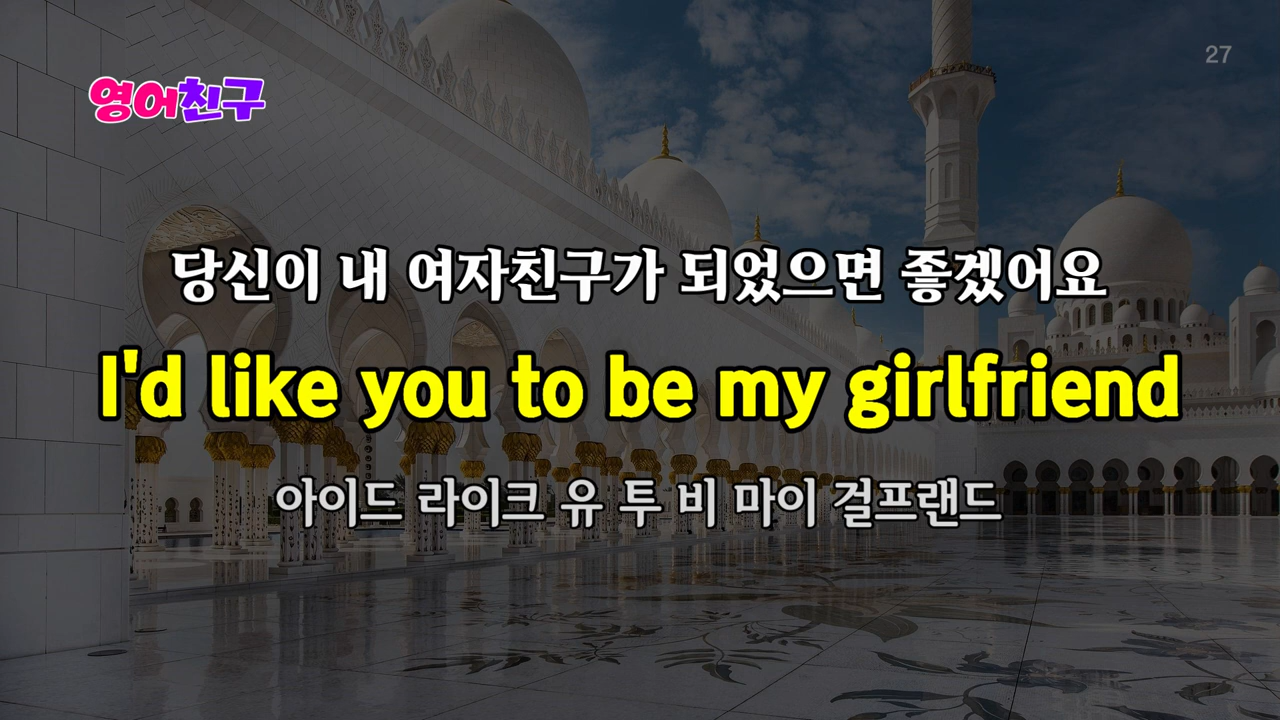 27
영어친구
당신이 내 여자친구가 되었으면 좋겠어요
I'd like you to be my girlfriend
아이드 라이크 유 투 비 마이 걸프랜드